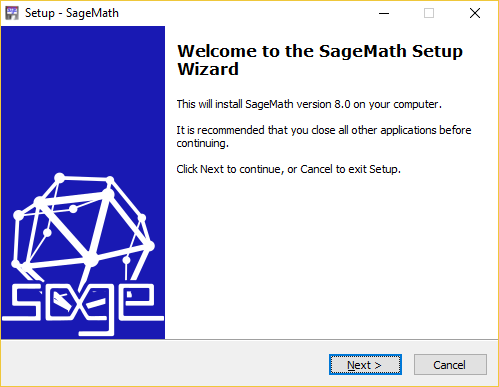 Setup - SageMath
Welcome to the SageMath Setup
Wizard
This will install SageMath version 8.0 on your computer.
It is recommended that you close all other applications before
continuing.
Click Next to continue, or Cancel to exit Setup.
sage
Next >
Cancel